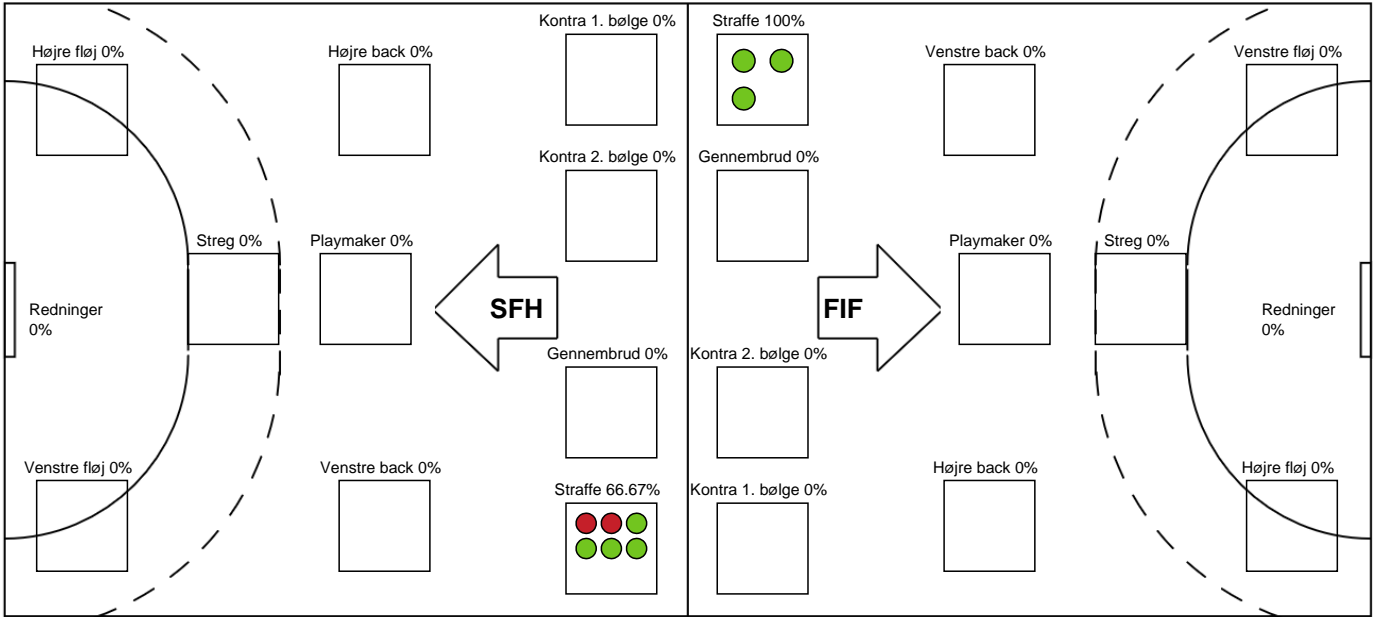 Kontra 1. bølge 0%
Straffe 100%
Højre fløj 0%
Højre back 0%
Venstre back 0%
Venstre fløj 0%
Kontra 2. bølge 0%
Gennembrud 0%
Streg 0%
Playmaker 0%
Playmaker 0%
Streg 0%
Redninger
0%
SFH
FIF
Redninger
0%
Gennembrud 0%
Kontra 2. bølge 0%
Venstre fløj 0%
Venstre back 0%
Højre back 0%
Højre fløj 0%
Straffe 66.67%
Kontra 1. bølge 0%